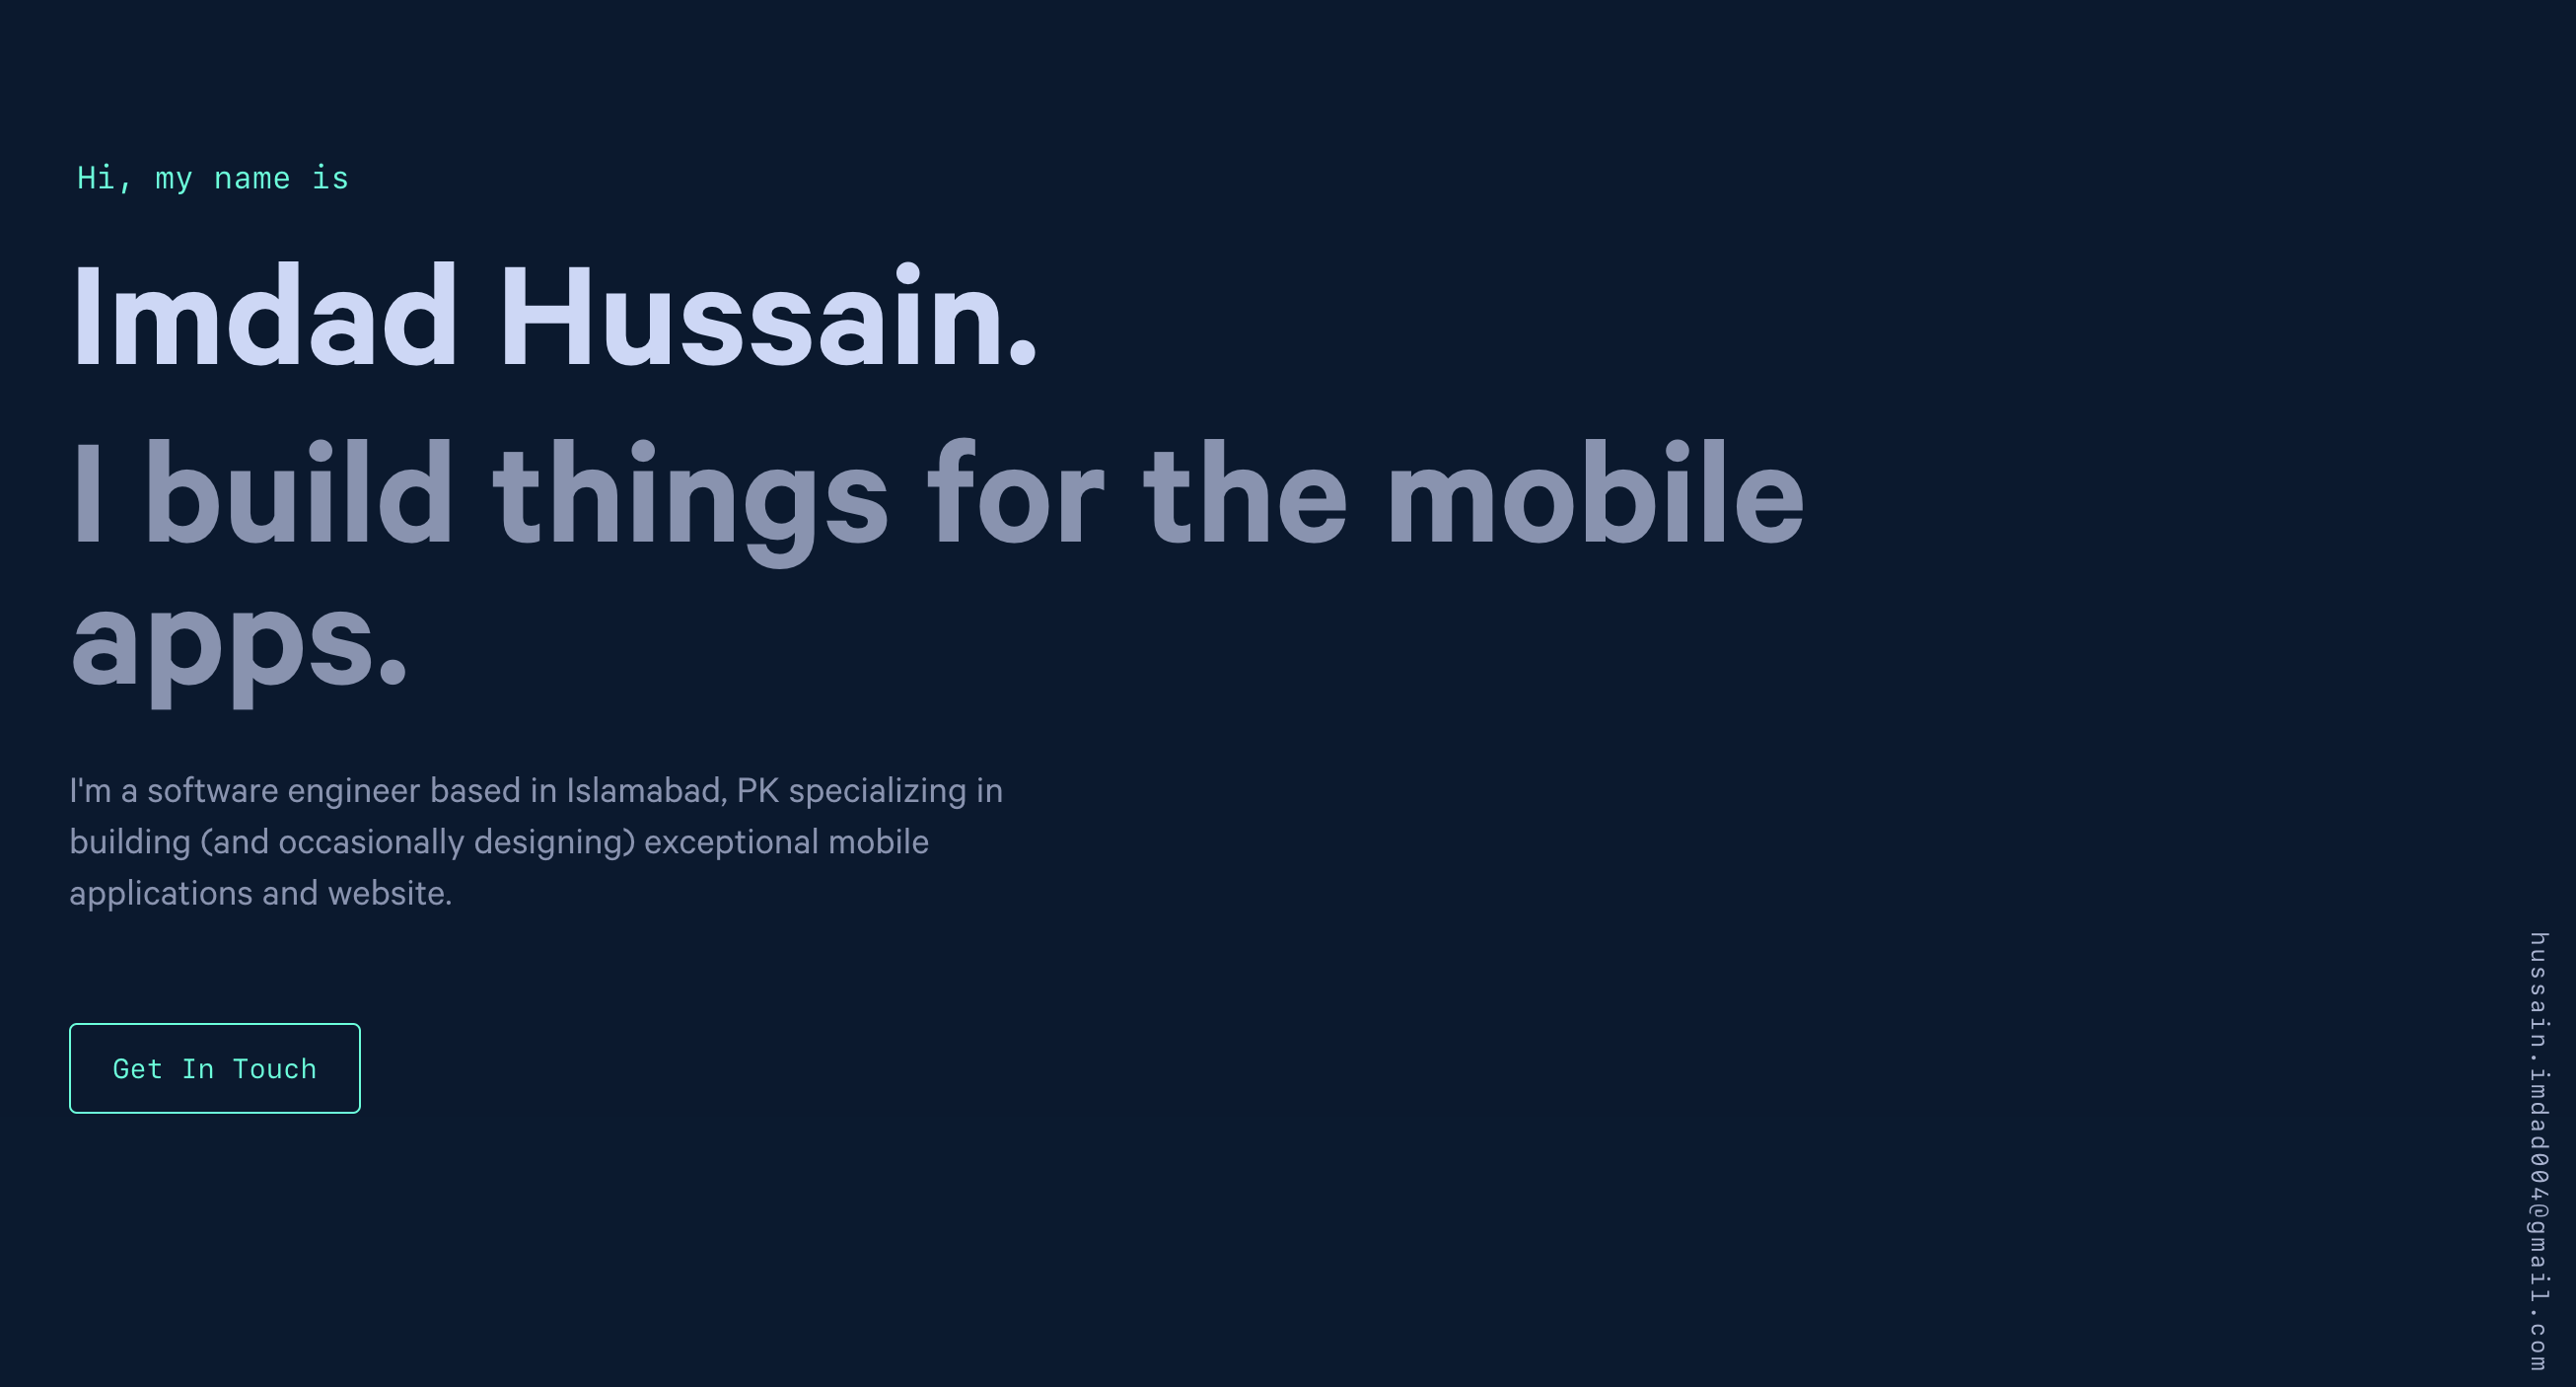 Hi, my name is
Imdad Hussain.
I build things for the mobile
apps.
I'm a software engineer based in Islamabad, PK specializing in
building (and occasionally designing) exceptional mobile
applications and website.
Get In Touch
hussain.imdad004@gmail.com